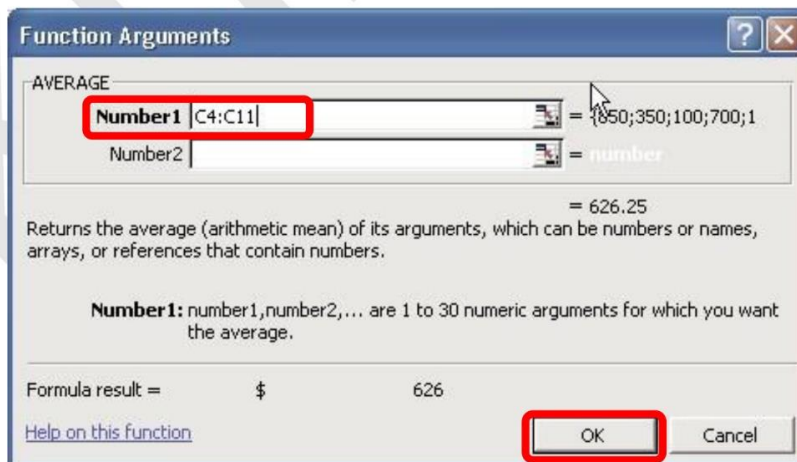 Function Arguments
AVERAGE
Number1 C4:C11 = {850;350;100;700;1
Number2 = number
= 626.25
Returns the average (arithmetic mean) of its arguments, which can be numbers or names,
arrays, or references that contain numbers.
Number1: number1,number2,... are 1 to 30 numeric arguments for which you want
the average.
Formula result = $ 626
Help on this function OK Cancel